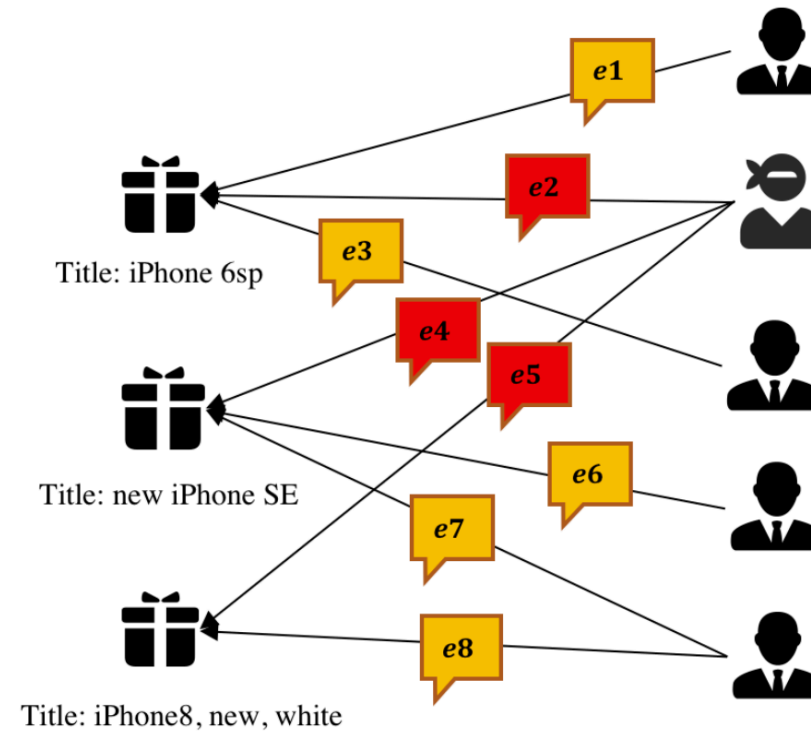 e1
e2
e3
Title: iPhone 6sp
e4
e5
e6
Title: new iPhone SE
e7
e8
Title: iPhone8, new, white